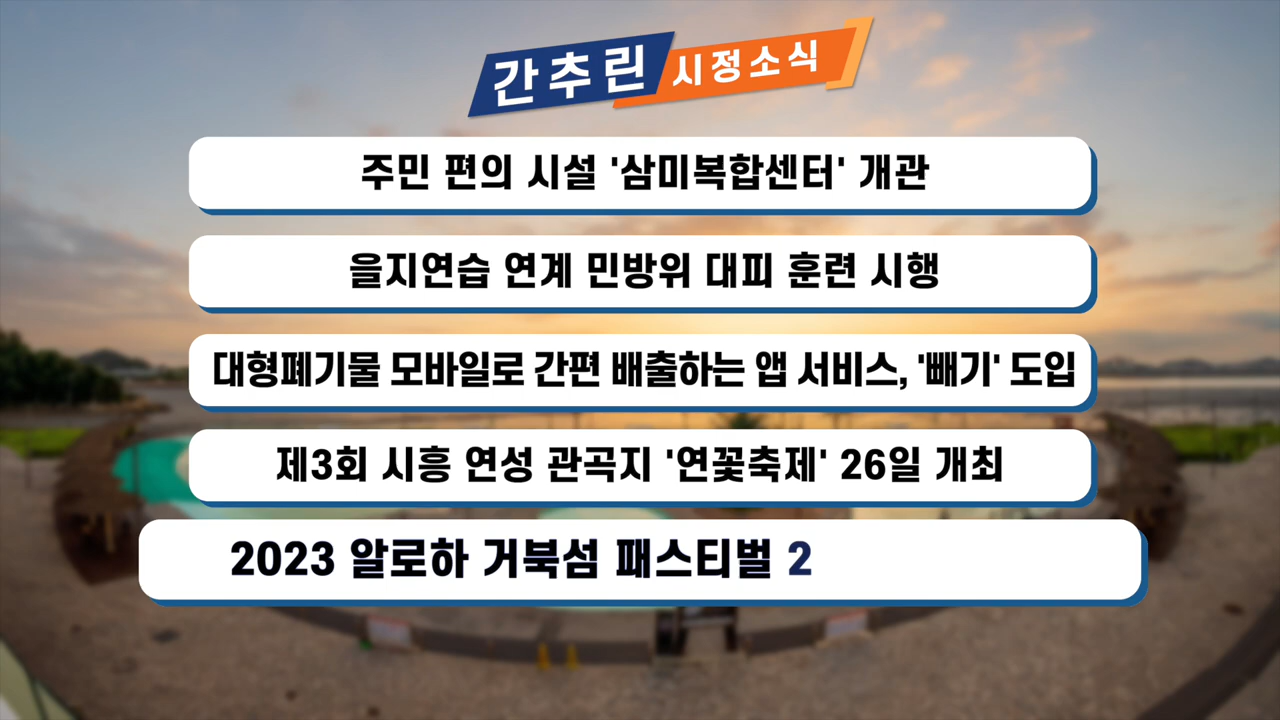 간추린 시정소식
주민 편의 시설 '삼미복합센터' 개관
을지연습 연계 민방위 대피 훈련 시행
대형폐기물 모바일로 간편 배출하는 앱 서비스, '빼기' 도입
제3회 시흥 연성 관곡지 '연꽃축제' 26일 개최
2023 알로하 거북섬 페스티벌 2